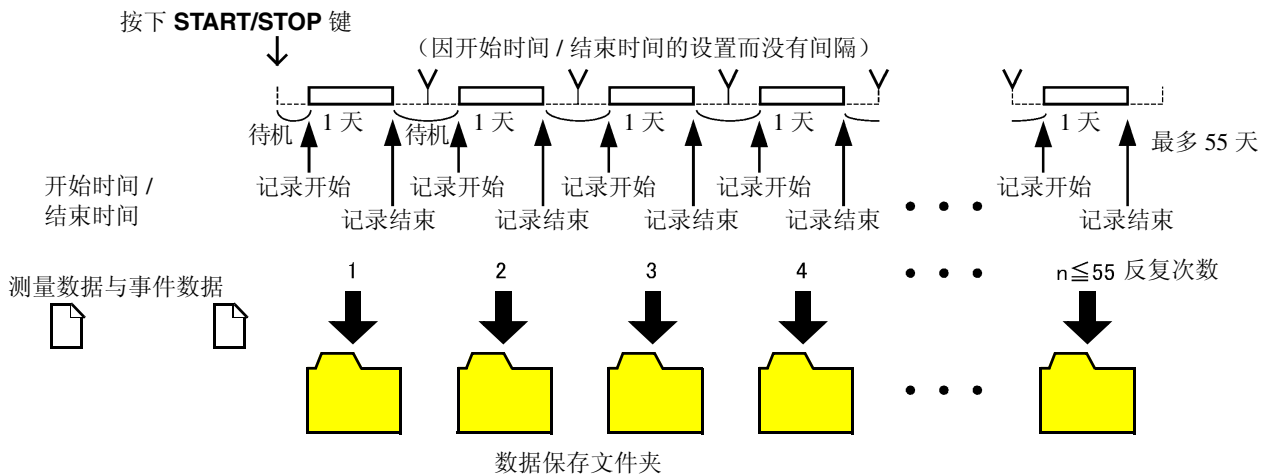 按下 START/STOP 键
（因开始时间 / 结束时间的设置而没有间隔）
待机 1 天 待机 1 天 1 天 1 天 1 天
最多 55 天
开始时间 /
结束时间
记录开始 记录开始 记录开始 记录开始 记录开始
记录结束 记录结束 记录结束 记录结束 • • • 记录结束
1 2 3 4 • • • n≦55 反复次数
测量数据与事件数据
• • •
数据保存文件夹